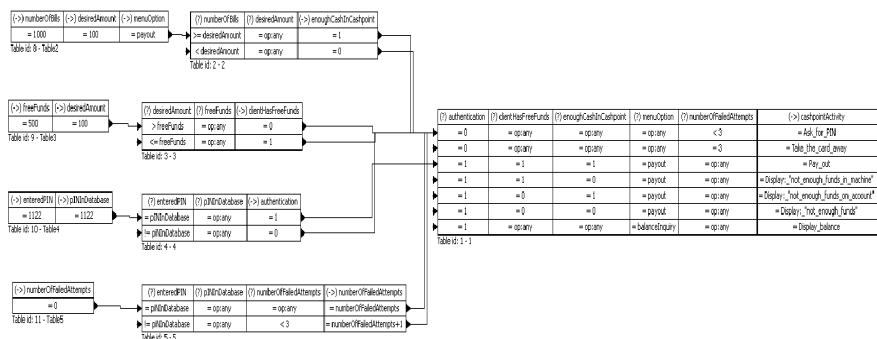 (->) numberOfBills (->) desiredAmount (->) menuOption
= 1000 = 100 = payout
Table id: 8 - Table2
(?) numberOfBills (?) desiredAmount (->) enoughCashInCashpoint
>= desiredAmount = op:any = 1
< desiredAmount = op:any = 0
Table id: 2 - 2
(->) freeFunds (->) desiredAmount
= 500 = 100
Table id: 9 - Table3
(?) desiredAmount (?) freeFunds (->) clientHasFreeFunds
> freeFunds = op:any = 0
<= freeFunds = op:any = 1
Table id: 3 - 3
(->) enteredPIN (->) pINInDatabase
= 1122 = 1122
Table id: 10 - Table4
(?) enteredPIN (?) pINInDatabase (->) authentication
= pINInDatabase = op:any = 1
!= pINInDatabase = op:any = 0
Table id: 4 - 4
(->) numberOfFailedAttempts
= 0
Table id: 11 - Table5
(?) enteredPIN (?) pINInDatabase (?) numberOfFailedAttempts (->) numberOfFailedAttempts
= pINInDatabase = op:any = op:any = numberOfFailedAttempts
!= pINInDatabase = op:any < 3 = numberOfFailedAttempts+1
Table id: 5 - 5
(?) authentication (?) clientHasFreeFunds (?) enoughCashInCashpoint (?) menuOption (?) numberOfFailedAttempts (->) cashpointActivity
= 0 = op:any = op:any = op:any < 3 = Ask_for_PIN
= 0 = op:any = op:any = op:any = 3 = Take_the_card_away
= 1 = 1 = 1 = payout = op:any = Pay_out
= 1 = 1 = 0 = payout = op:any = Display:_"not_enough_funds_in_machine"
= 1 = 0 = 1 = payout = op:any = Display:_"not_enough_funds_on_account"
= 1 = 0 = 0 = payout = op:any = Display:_"not_enough_funds"
= 1 = op:any = op:any = balanceInquiry = op:any = Display_balance
Table id: 1 - 1